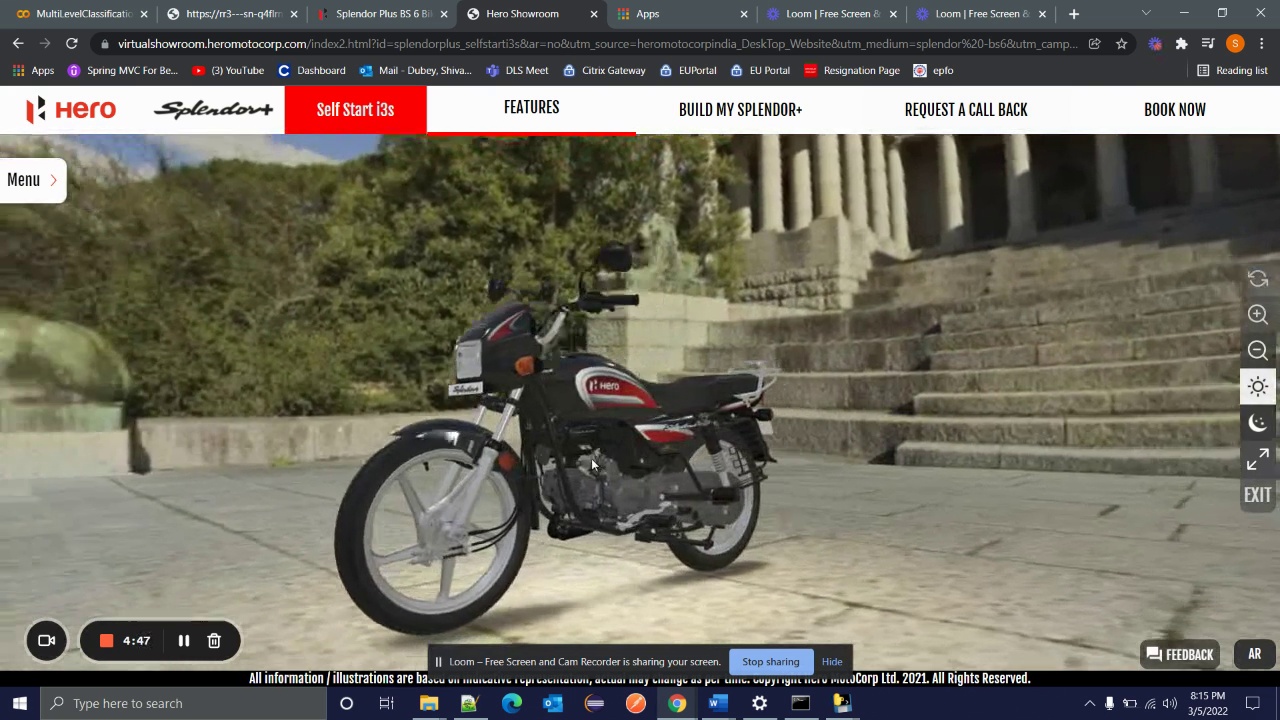 MultiLevelClassificatio
https://rr3---sn-q4flrn
Splendor Plus BS 6 Bi
Hero Showroom
Apps
Loom | Free Screen &
Loom | Free Screen &
virtualshowroom.heromotocorp.com/index2.html?id=splendorplus_selfstarti3s&at=no&utm_source=heromotocorpindia_DeskTop_Website&utm_medium=splendor%20-bs6&utm_camp...
S
Apps
Sping MVC For Be...
(3) YouTube
Dashboard
Mail - Dubey, Shiva...
DLS Meet
Citrix Gateway
EUPortal
EU Portal
Resignation Page
epfo
Reading list
Hero
Splendor+
Self Start i3s
FEATURES
BUILD MY SPLENDOR+
REQUEST A CALL BACK
BOOK NOW
Menu
Hero
Splendor+
EXIT
4:47
Loom – Free Screen and Cam Recorder is sharing your screen.
Stop sharing
Hide
FEEDBACK
AR
All information / illustrations are based on indicative representation, actual may change as per time. Copyright Hero MotoCorp Ltd. 2021. All Rights Reserved.
Type here to search
8:15 PM
3/5/2022